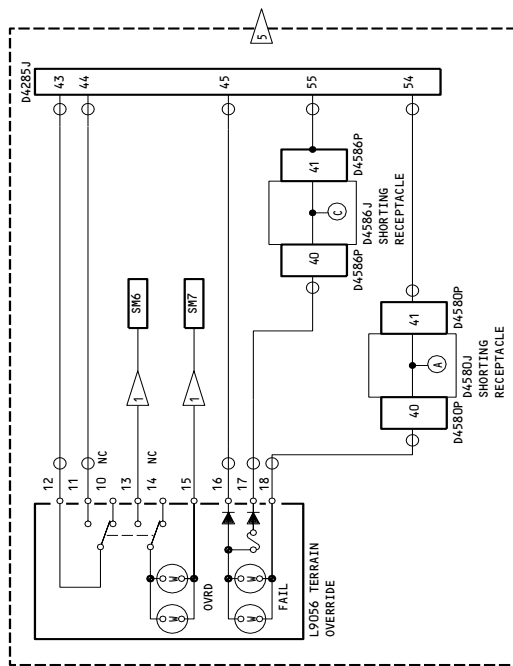 D4285J
12
43
11
44
10
NC
13
1
SM6
14
NC
15
1
SM7
W
W
OVRD
16
45
17
18
W
W
FAIL
L9056 TERRAIN
OVERRIDE
5
40
C
41
55
D4586P
D4586J
SHORTING
RECEPTACLE
D4586P
40
A
41
54
D4580P
D4580J
SHORTING
RECEPTACLE
D4580P